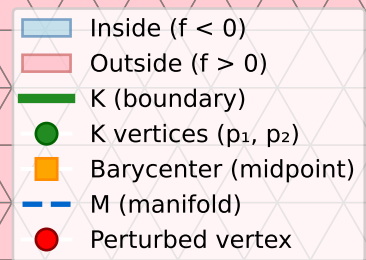 Inside (f < 0)
Outside (f > 0)
K (boundary)
K vertices (p₁, p₂)
Barycenter (midpoint)
M (manifold)
Perturbed vertex